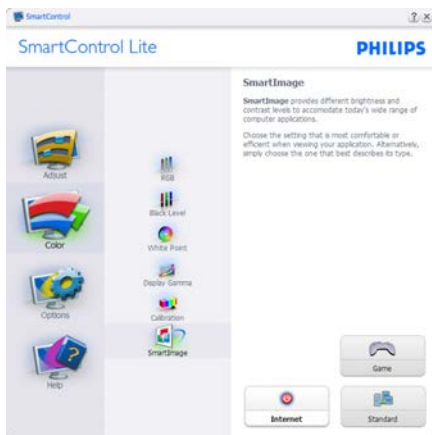 SmartControl
SmartControl Lite
PHILIPS
Adjust
Color
Options
Help
RGB
Black Level
White Point
Display Gamma
Calibration
SmartImage
SmartImage
SmartImage provides different brightness and
contrast levels to accomodate today's wide range of
computer applications.
Choose the setting that is most comfortable or
efficient when viewing your application. Alternatively,
simply choose the one that best describes its type.
Game
Internet
Standard